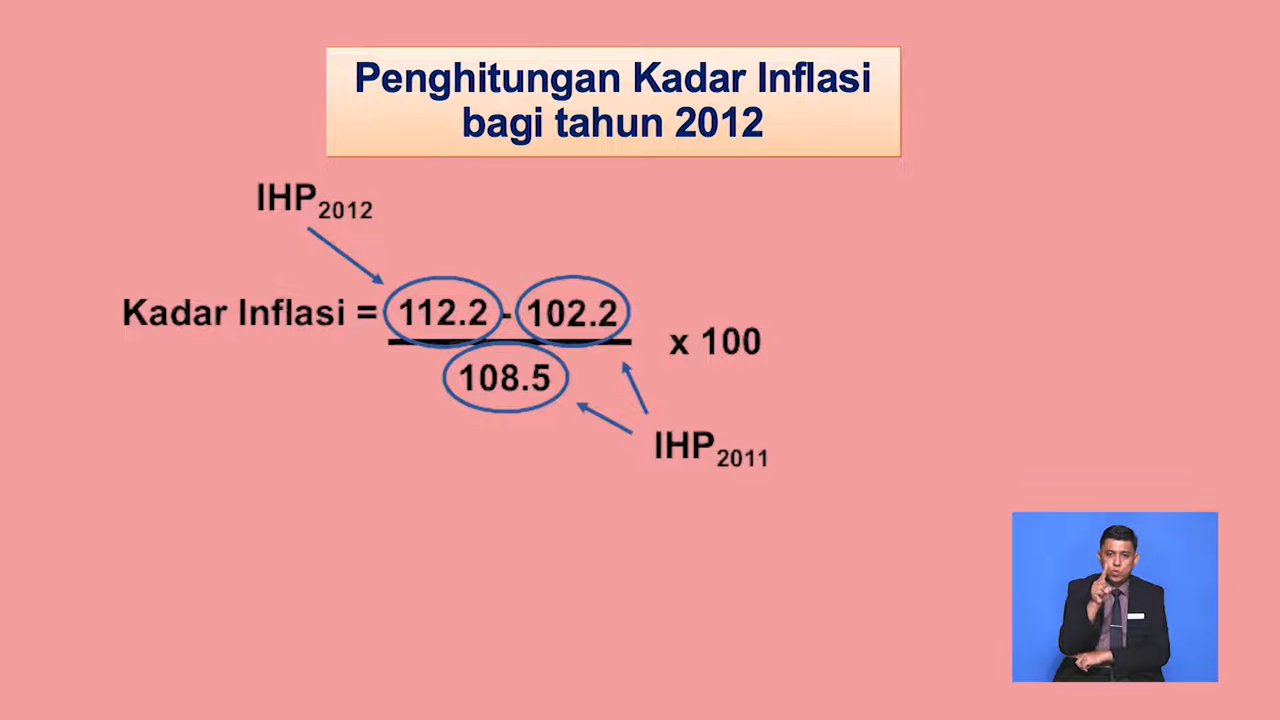 Penghitungan Kadar Inflasi
bagi tahun 2012
IHP2012
Kadar Inflasi = 112.2 - 102.2
108.5
x 100
IHP2011